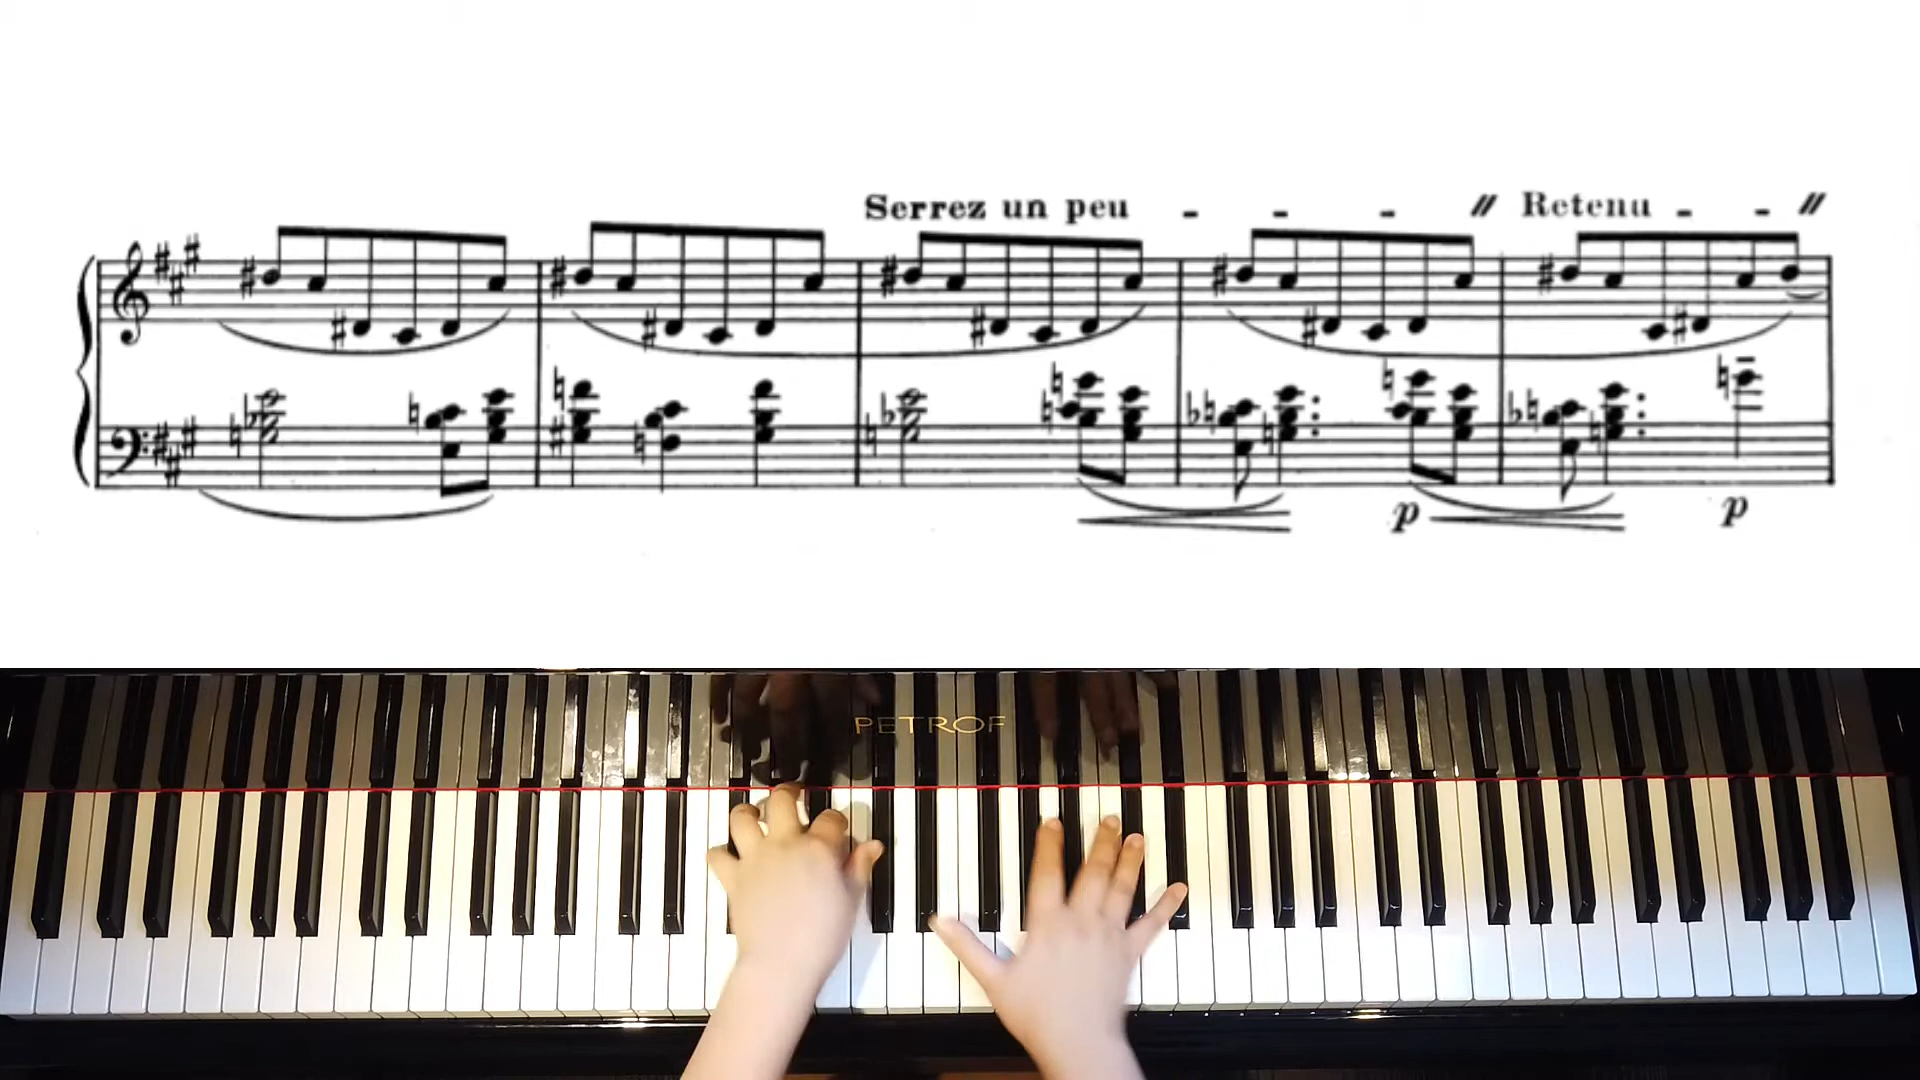 Serrez un peu - - - // Retenu - - //
p p
PETROF